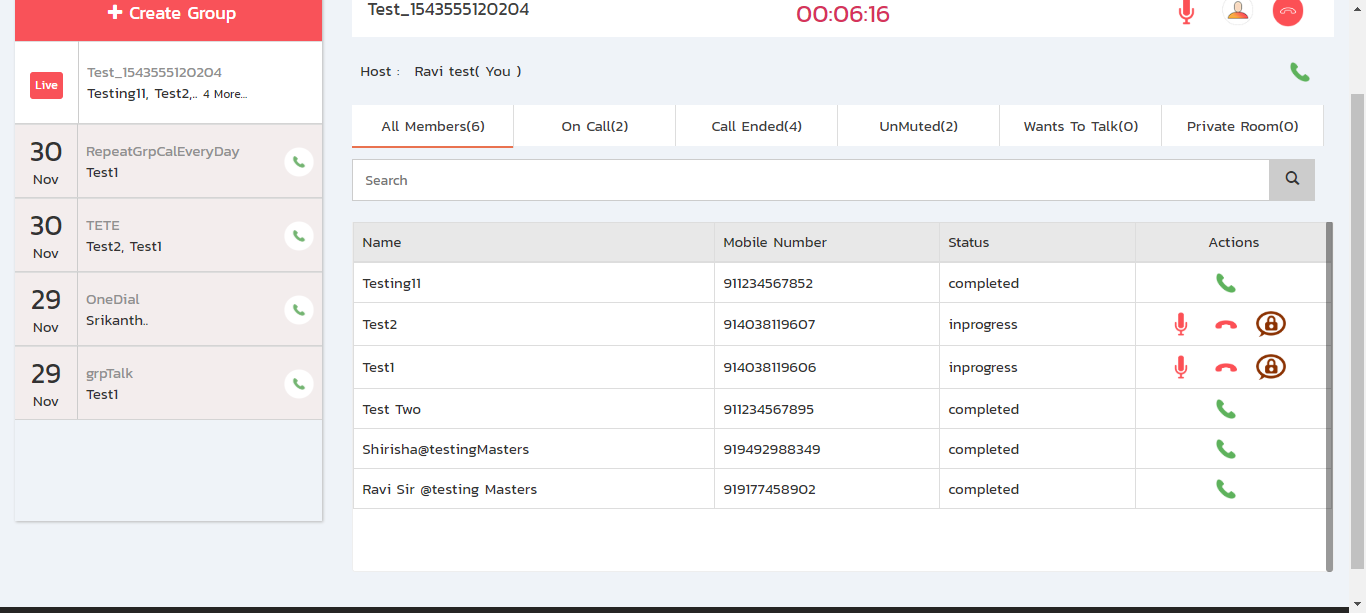 Create Group
Live
Test_1543555120204
Testing11, Test2,.. 4 More...
30
Nov
RepeatGrpCalEveryDay
Test1
30
Nov
TETE
Test2, Test1
29
Nov
OneDial
Srikanth..
29
Nov
grpTalk
Test1
Test_1543555120204
00:06:16
Host : Ravi test( You )
All Members(6) On Call(2) Call Ended(4) UnMuted(2) Wants To Talk(0) Private Room(0)
Search
Name Mobile Number Status Actions
Testing11 911234567852 completed
Test2 914038119607 inprogress
Test1 914038119606 inprogress
Test Two 911234567895 completed
Shirisha@testingMasters 919492988349 completed
Ravi Sir @testing Masters 919177458902 completed